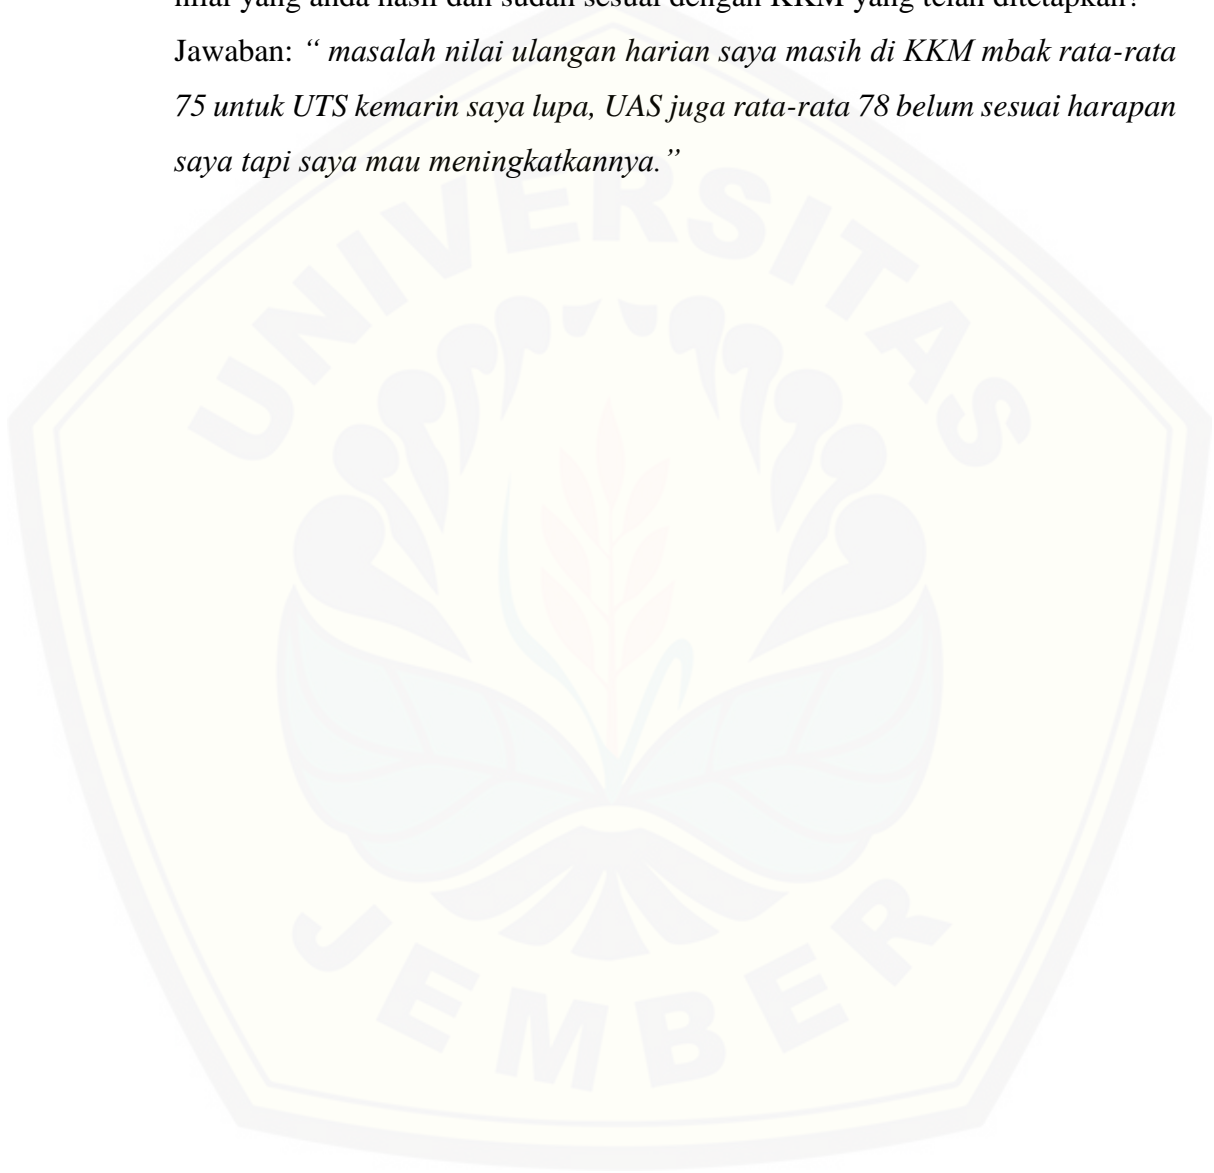 nilai yang anda hasil dan sudah sesuai dengan KKM yang telah ditetapkan?
Jawaban: “ masalah nilai ulangan harian saya masih di KKM mbak rata-rata
75 untuk UTS kemarin saya lupa, UAS juga rata-rata 78 belum sesuai harapan
saya tapi saya mau meningkatkannya.”
UNIVERSITAS
JEMBER